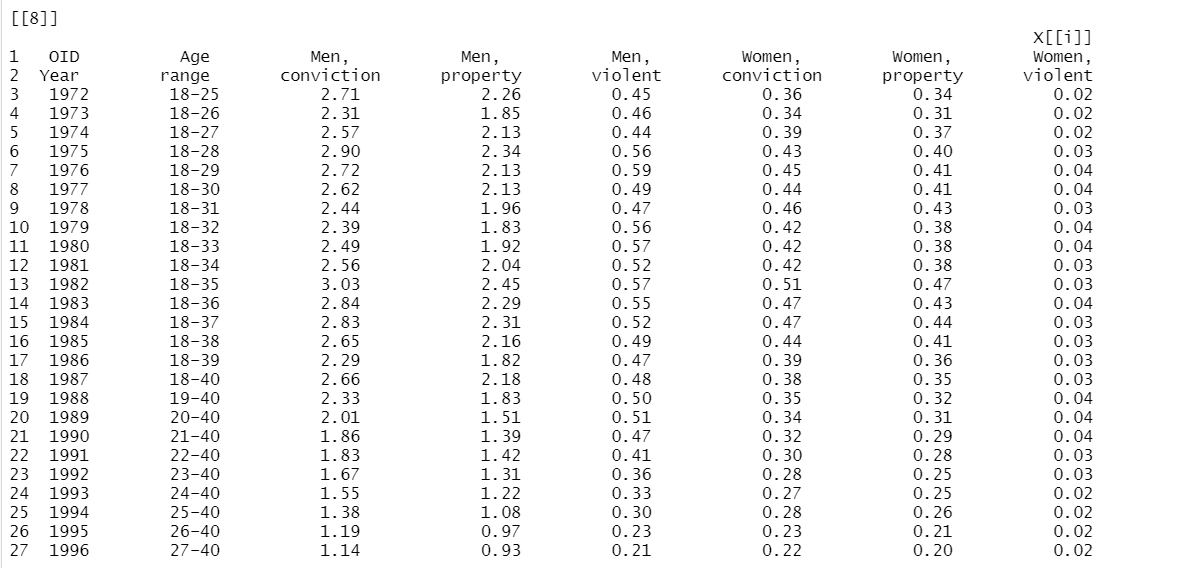 [[8]]
X[[i]]
1 OID Age Men, Men, Men, Women, Women, Women,
2 Year range conviction property violent conviction property violent
3 1972 18-25 2.71 2.26 0.45 0.36 0.34 0.02
4 1973 18-26 2.31 1.85 0.46 0.34 0.31 0.02
5 1974 18-27 2.57 2.13 0.44 0.39 0.37 0.02
6 1975 18-28 2.90 2.34 0.56 0.43 0.40 0.03
7 1976 18-29 2.72 2.13 0.59 0.45 0.41 0.04
8 1977 18-30 2.62 2.13 0.49 0.44 0.41 0.04
9 1978 18-31 2.44 1.96 0.47 0.46 0.43 0.03
10 1979 18-32 2.39 1.83 0.56 0.42 0.38 0.04
11 1980 18-33 2.49 1.92 0.57 0.42 0.38 0.04
12 1981 18-34 2.56 2.04 0.52 0.42 0.38 0.03
13 1982 18-35 3.03 2.45 0.57 0.51 0.47 0.03
14 1983 18-36 2.84 2.29 0.55 0.47 0.43 0.04
15 1984 18-37 2.83 2.31 0.52 0.47 0.44 0.03
16 1985 18-38 2.65 2.16 0.49 0.44 0.41 0.03
17 1986 18-39 2.29 1.82 0.47 0.39 0.36 0.03
18 1987 18-40 2.66 2.18 0.48 0.38 0.35 0.03
19 1988 19-40 2.33 1.83 0.50 0.35 0.32 0.04
20 1989 20-40 2.01 1.51 0.51 0.34 0.31 0.04
21 1990 21-40 1.86 1.39 0.47 0.32 0.29 0.04
22 1991 22-40 1.83 1.42 0.41 0.30 0.28 0.03
23 1992 23-40 1.67 1.31 0.36 0.28 0.25 0.03
24 1993 24-40 1.55 1.22 0.33 0.27 0.25 0.02
25 1994 25-40 1.38 1.08 0.30 0.28 0.26 0.02
26 1995 26-40 1.19 0.97 0.23 0.23 0.21 0.02
27 1996 27-40 1.14 0.93 0.21 0.22 0.20 0.02